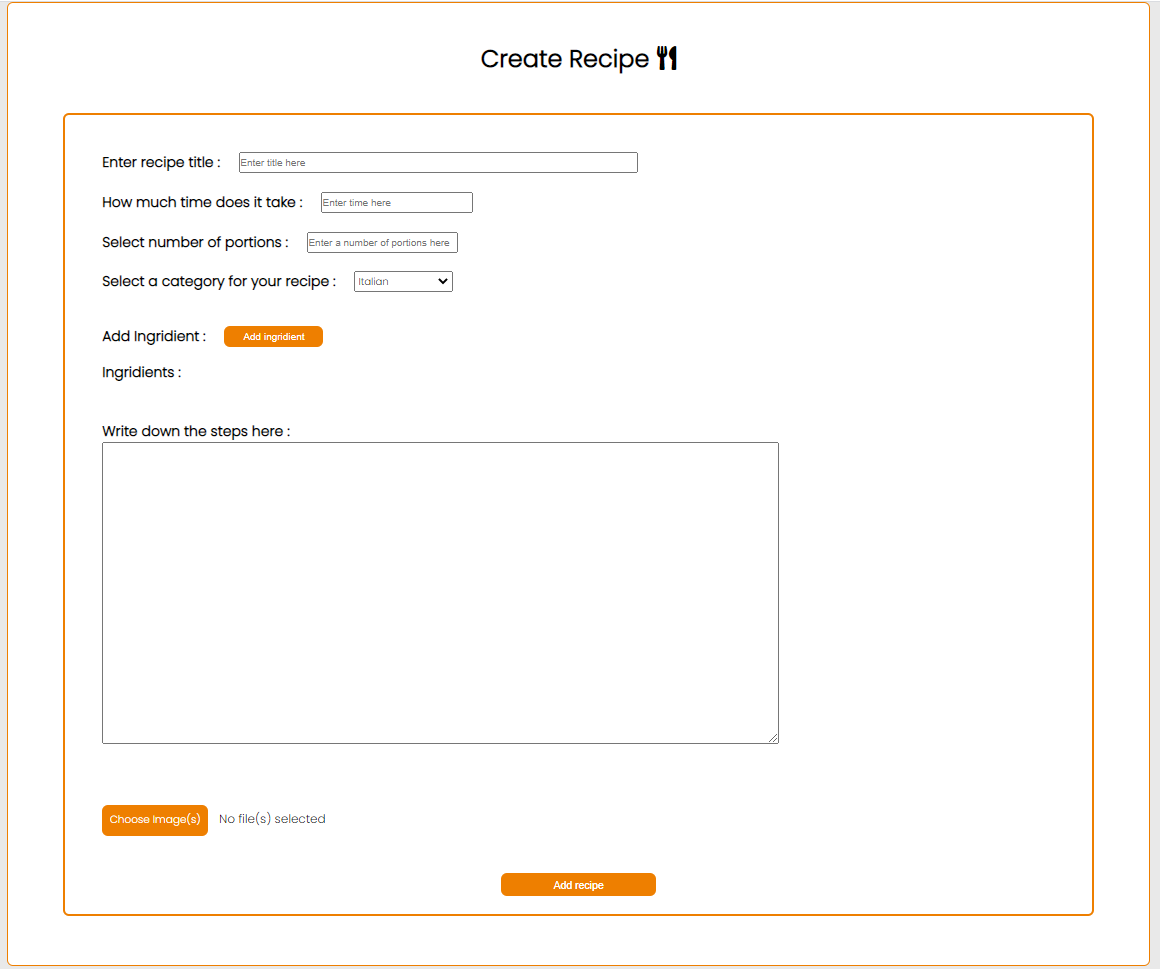 Create Recipe
Enter recipe title : Enter title here
How much time does it take : Enter time here
Select number of portions : Enter a number of portions here
Select a category for your recipe : Italian
Add Ingridient : Add ingridient
Ingridients :
Write down the steps here :
Choose Image(s) No file(s) selected
Add recipe